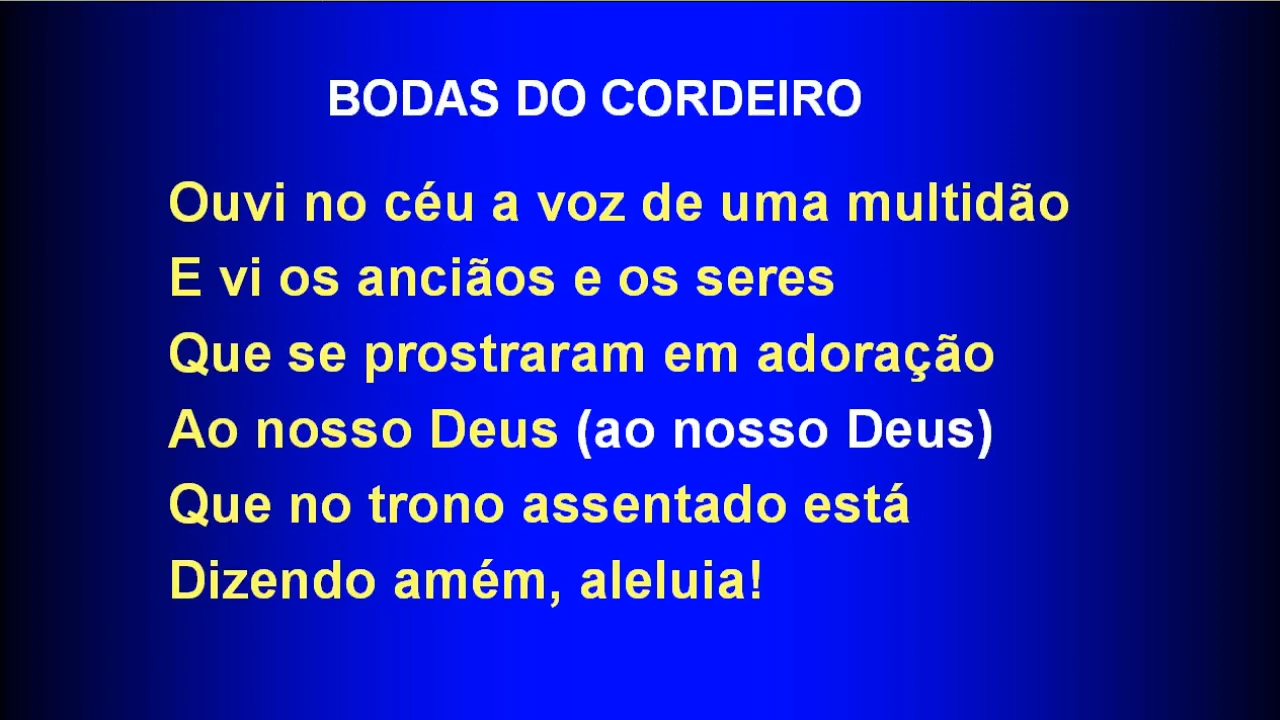 BODAS DO CORDEIRO
Ouvi no céu a voz de uma multidão
E vi os anciãos e os seres
Que se prostraram em adoração
Ao nosso Deus (ao nosso Deus)
Que no trono assentado está
Dizendo amém, aleluia!